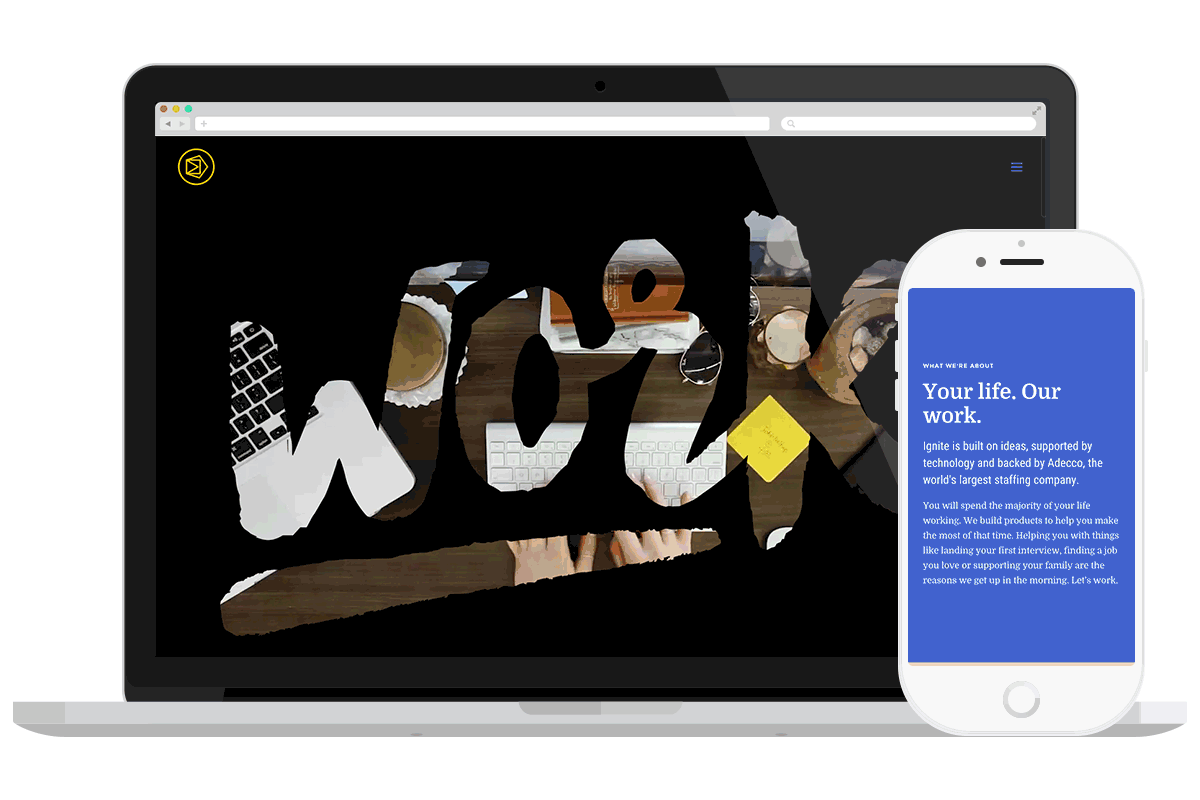 work
WHAT WE'RE ABOUT
Your life. Our
work.
Ignite is built on ideas, supported by
technology and backed by Adecco, the
world's largest staffing company.
You will spend the majority of your life
working. We build products to help you make
the most of that time. Helping you with things
like landing your first interview, finding a job
you love or supporting your family are the
reasons we get up in the morning. Let's work.